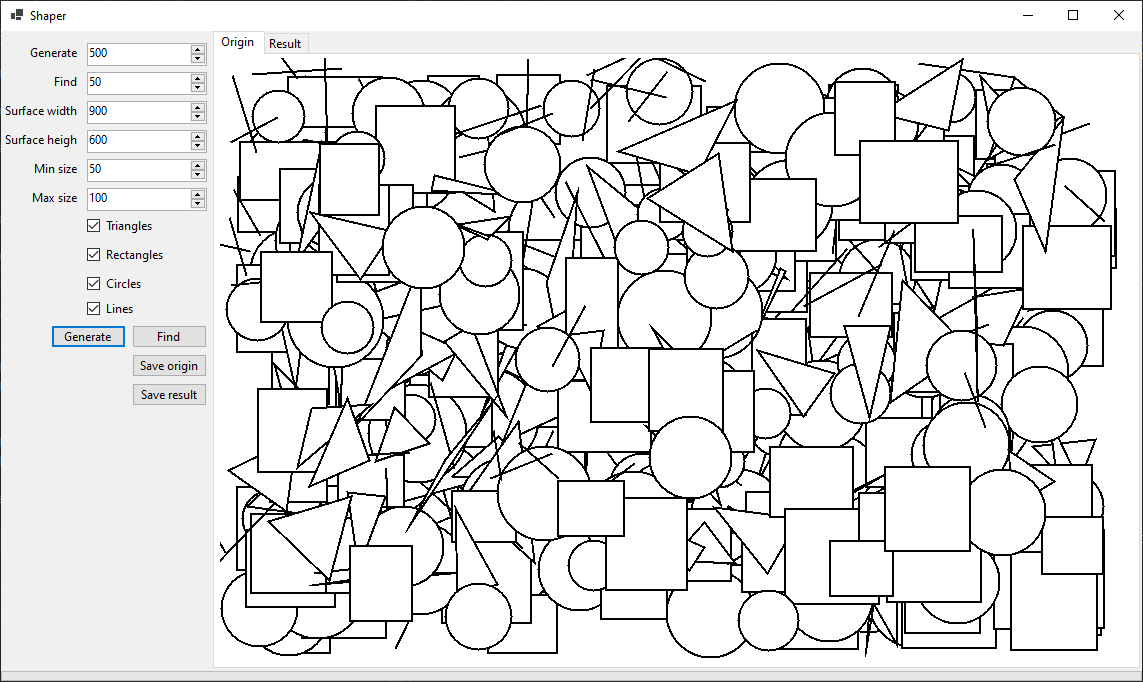 Shaper
Generate 500
Find 50
Surface width 900
Surface heigh 600
Min size 50
Max size 100
Triangles
Rectangles
Circles
Lines
Generate Find
Save origin
Save result
Origin Result